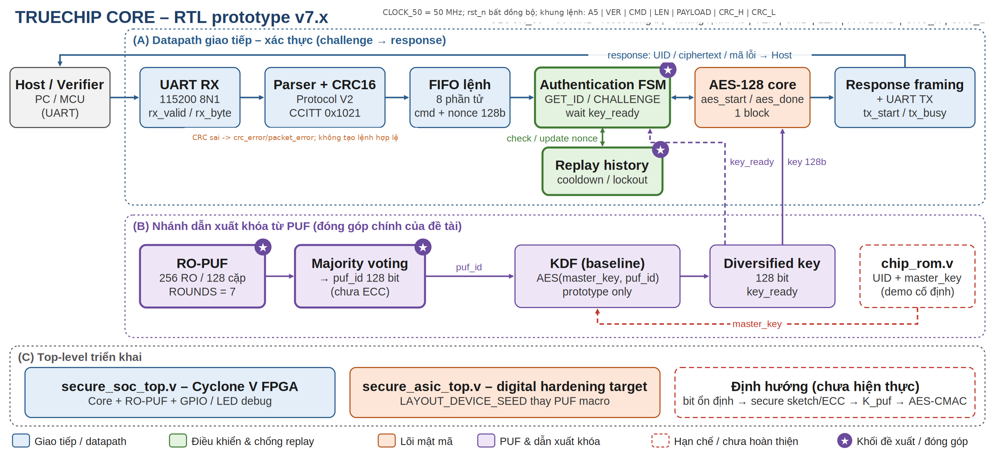 TRUECHIP CORE – RTL prototype v7.x
CLOCK_50 = 50 MHz; rst_n bất đồng bộ; khung lệnh: A5 | VER | CMD | LEN | PAYLOAD | CRC_H | CRC_L
(A) Datapath giao tiếp – xác thực (challenge → response)
response: UID / ciphertext / mã lỗi → Host
Host / Verifier
PC / MCU
(UART)
UART RX
115200 8N1
rx_valid / rx_byte
Parser + CRC16
Protocol V2
CCITT 0x1021
FIFO lệnh
8 phần tử
cmd + nonce 128b
Authentication FSM
GET_ID / CHALLENGE
wait key_ready
AES-128 core
aes_start / aes_done
1 block
Response framing
+ UART TX
tx_start / tx_busy
CRC sai -> crc_error/packet_error; không tạo lệnh hợp lệ
check / update nonce
Replay history
cooldown / lockout
key_ready
key 128b
(B) Nhánh dẫn xuất khóa từ PUF (đóng góp chính của đề tài)
RO-PUF
256 RO / 128 cặp
ROUNDS = 7
Majority voting
→ puf_id 128 bit
(chưa ECC)
puf_id
KDF (baseline)
AES(master_key, puf_id)
prototype only
Diversified key
128 bit
key_ready
chip_rom.v
UID + master_key
(demo cố định)
master_key
(C) Top-level triển khai
secure_soc_top.v – Cyclone V FPGA
Core + RO-PUF + GPIO / LED debug
secure_asic_top.v – digital hardening target
LAYOUT_DEVICE_SEED thay PUF macro
Định hướng (chưa hiện thực)
bit ổn định → secure sketch/ECC → K_puf → AES-CMAC
Giao tiếp / datapath
Điều khiển & chống replay
Lõi mật mã
PUF & dẫn xuất khóa
Hạn chế / chưa hoàn thiện
Khối đề xuất / đóng góp